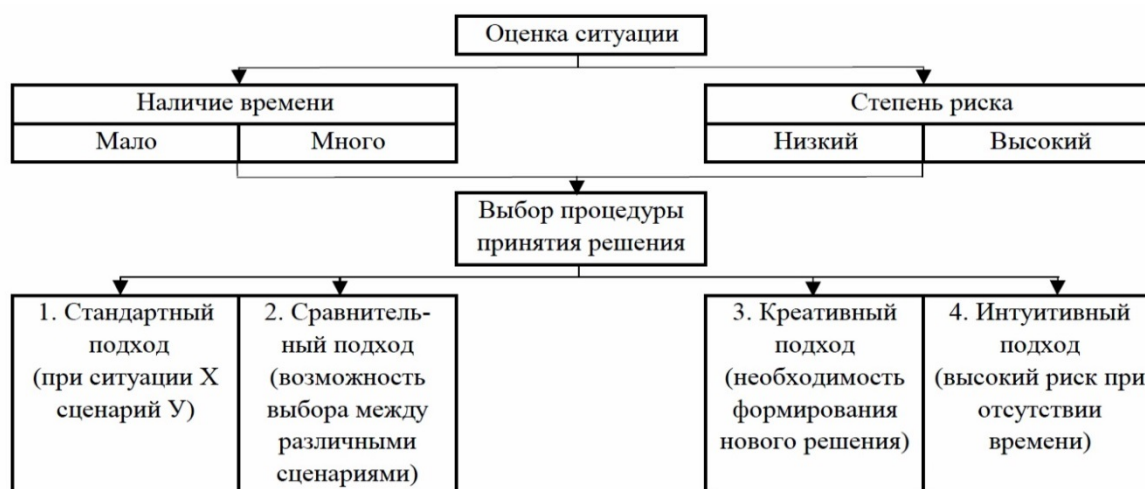 Оценка ситуации
Наличие времени
Мало
Много
Степень риска
Низкий
Высокий
Выбор процедуры
принятия решения
1. Стандартный
подход
(при ситуации Х
сценарий У)
2. Сравнитель-
ный подход
(возможность
выбора между
различными
сценариями)
3. Креативный
подход
(необходимость
формирования
нового решения)
4. Интуитивный
подход
(высокий риск при
отсутствии
времени)